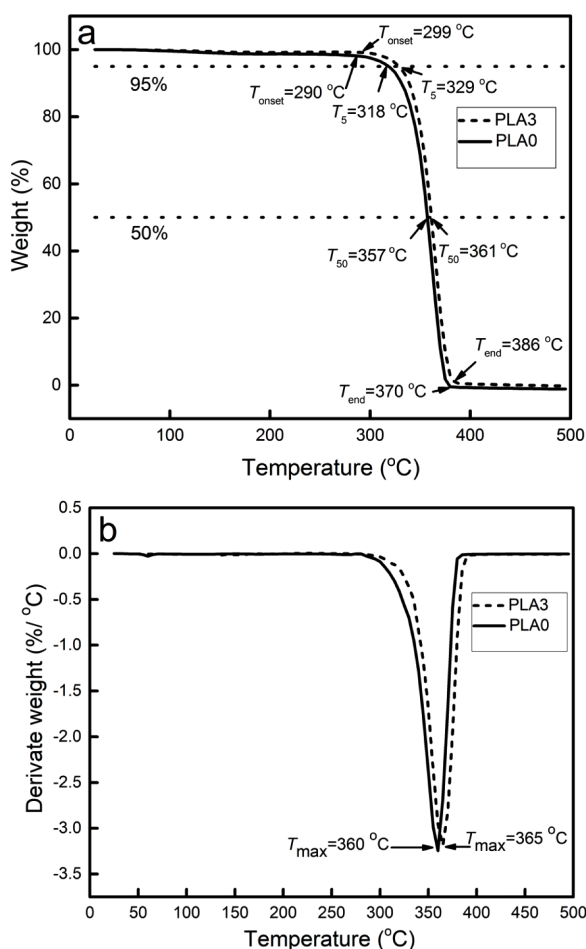 a
T_onset=299 °C
100
95%
T_onset=290 °C
T_5=318 °C
T_5=329 °C
PLA3
PLA0
80
60
50%
T_50=357 °C
T_50=361 °C
40
20
T_end=386 °C
T_end=370 °C
0
Weight (%)
0 100 200 300 400 500
Temperature (°C)
b
0.5
0.0
-0.5
-1.0
-1.5
-2.0
-2.5
-3.0
-3.5
PLA3
PLA0
T_max=360 °C
T_max=365 °C
Derivate weight (%/ °C)
0 50 100 150 200 250 300 350 400 450 500
Temperature (°C)